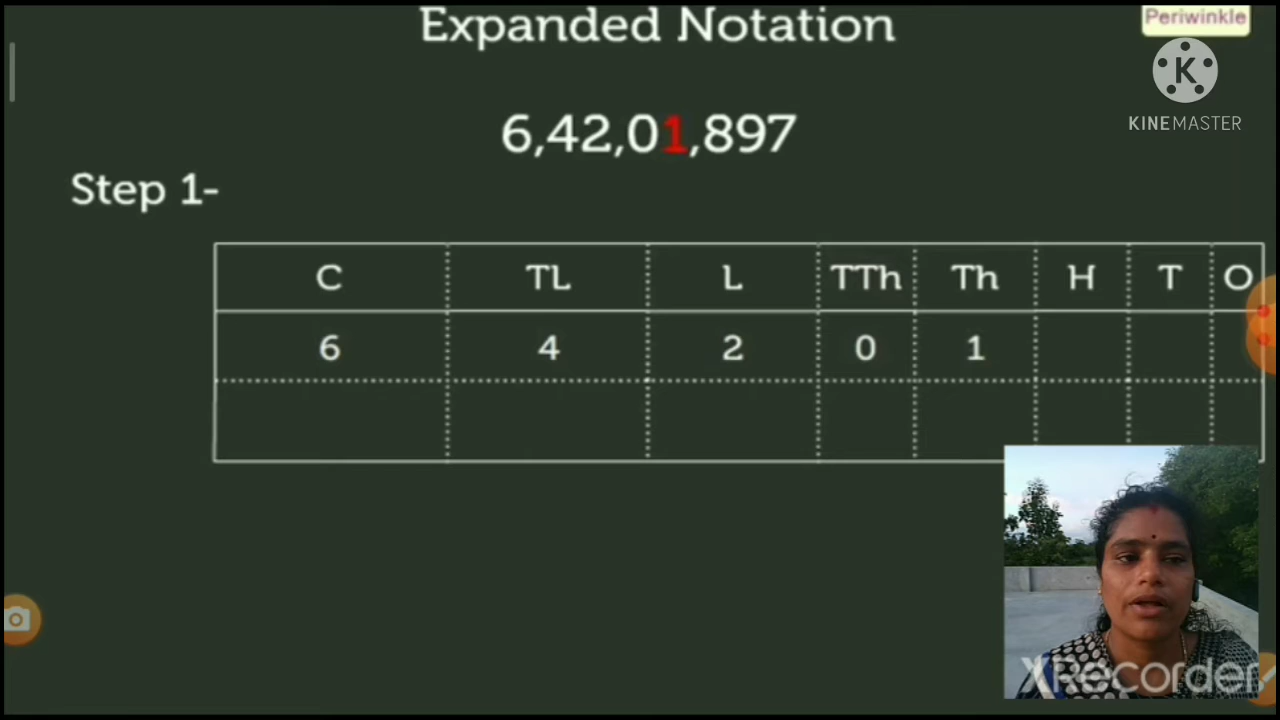 Expanded Notation
Periwinkle
K
KINEMASTER
6,42,01,897
Step 1-
C TL L TTh Th H T O
6 4 2 0 1
XRecorder